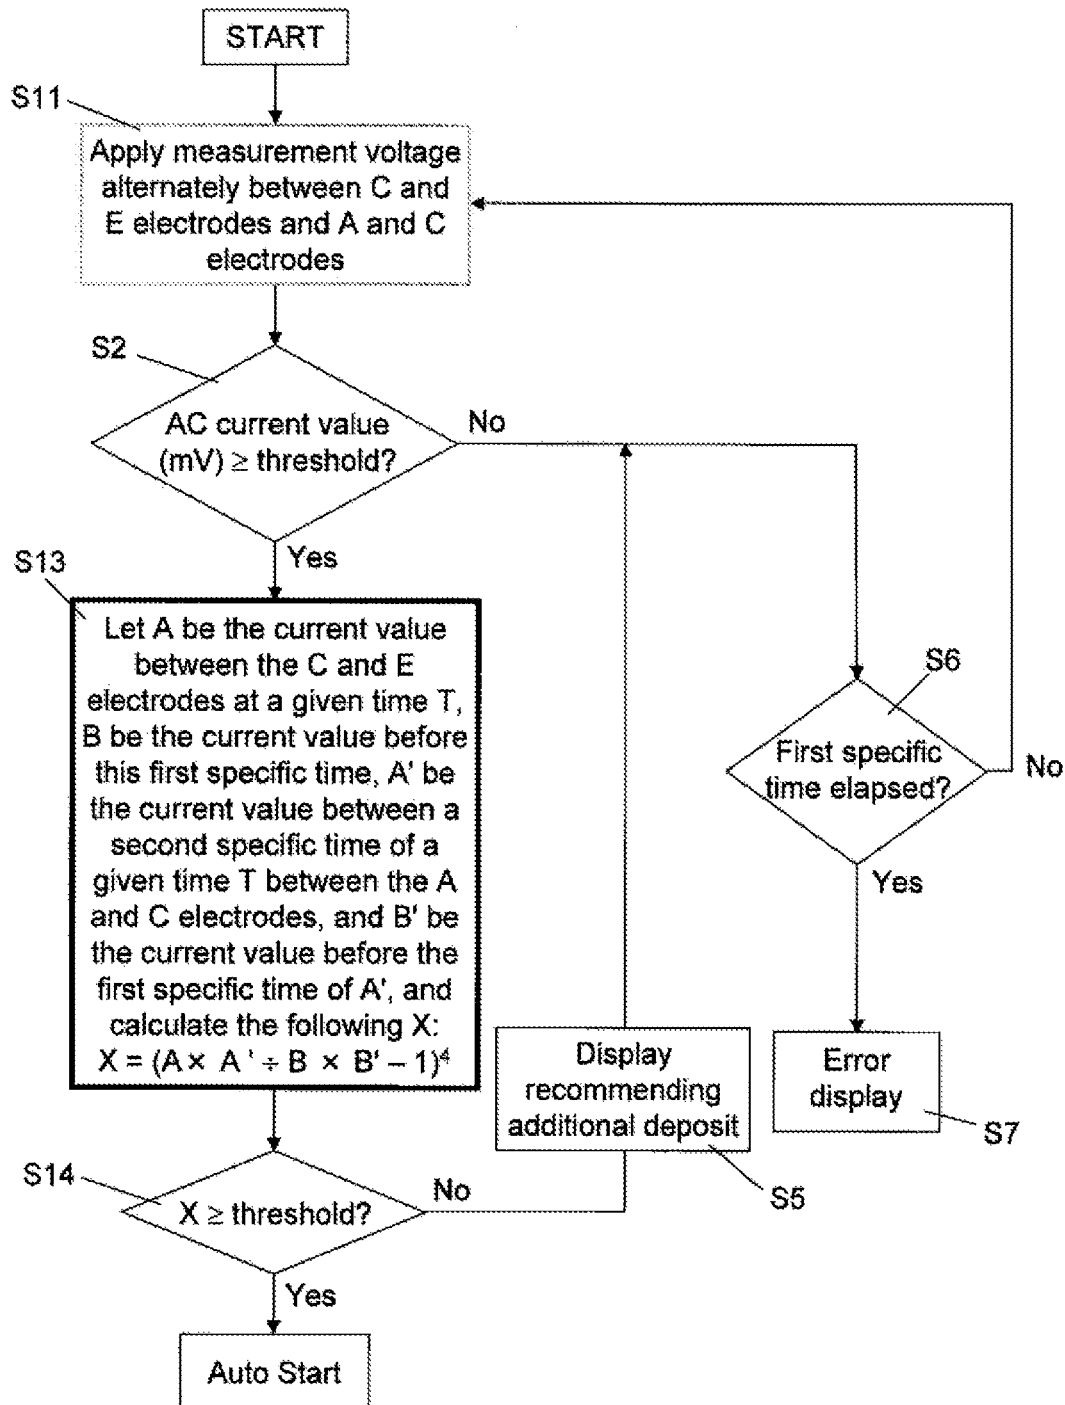 START
S11
Apply measurement voltage
alternately between C and
E electrodes and A and C
electrodes
S2
AC current value
(mV) ≥ threshold?
No
Yes
S13
Let A be the current value
between the C and E
electrodes at a given time T,
B be the current value before
this first specific time, A' be
the current value between a
second specific time of a
given time T between the A
and C electrodes, and B' be
the current value before the
first specific time of A', and
calculate the following X:
X = (A × A ' ÷ B × B' – 1)⁴
S6
First specific
time elapsed?
No
Yes
Display
recommending
additional deposit
S5
Error
display
S7
S14
X ≥ threshold?
No
Yes
Auto Start